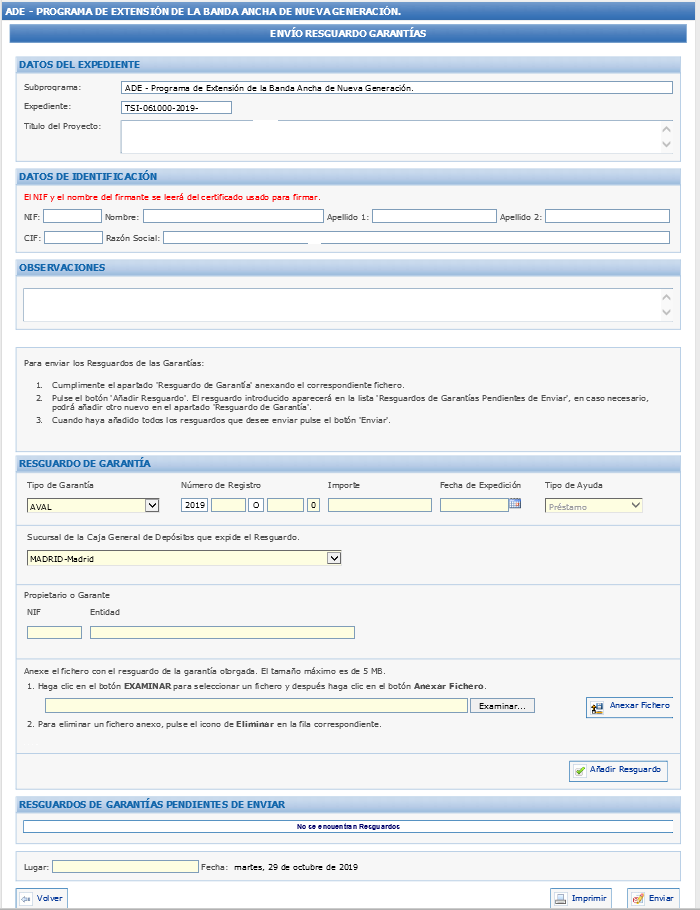 ADE - PROGRAMA DE EXTENSIÓN DE LA BANDA ANCHA DE NUEVA GENERACIÓN.
ENVÍO RESGUARDO GARANTÍAS
DATOS DEL EXPEDIENTE
Subprograma: ADE - Programa de Extensión de la Banda Ancha de Nueva Generación.
Expediente: TSI-061000-2019-
Título del Proyecto:
DATOS DE IDENTIFICACIÓN
El NIF y el nombre del firmante se leerá del certificado usado para firmar.
NIF: Nombre: Apellido 1: Apellido 2:
CIF: Razón Social:
OBSERVACIONES
Para enviar los Resguardos de las Garantías:
1. Cumplimente el apartado 'Resguardo de Garantía' anexando el correspondiente fichero.
2. Pulse el botón 'Añadir Resguardo'. El resguardo introducido aparecerá en la lista 'Resguardos de Garantías Pendientes de Enviar', en caso necesario,
podrá añadir otro nuevo en el apartado 'Resguardo de Garantía'.
3. Cuando haya añadido todos los resguardos que desee enviar pulse el botón 'Enviar'.
RESGUARDO DE GARANTÍA
Tipo de Garantía Número de Registro Importe Fecha de Expedición Tipo de Ayuda
AVAL 2019 O 0 Préstamo
Sucursal de la Caja General de Depósitos que expide el Resguardo.
MADRID-Madrid
Propietario o Garante
NIF Entidad
Anexe el fichero con el resguardo de la garantía otorgada. El tamaño máximo es de 5 MB.
1. Haga clic en el botón EXAMINAR para seleccionar un fichero y después haga clic en el botón Anexar Fichero.
Examinar... Anexar Fichero
2. Para eliminar un fichero anexo, pulse el icono de Eliminar en la fila correspondiente.
Añadir Resguardo
RESGUARDOS DE GARANTÍAS PENDIENTES DE ENVIAR
No se encuentran Resguardos
Lugar: Fecha: martes, 29 de octubre de 2019
Volver Imprimir Enviar